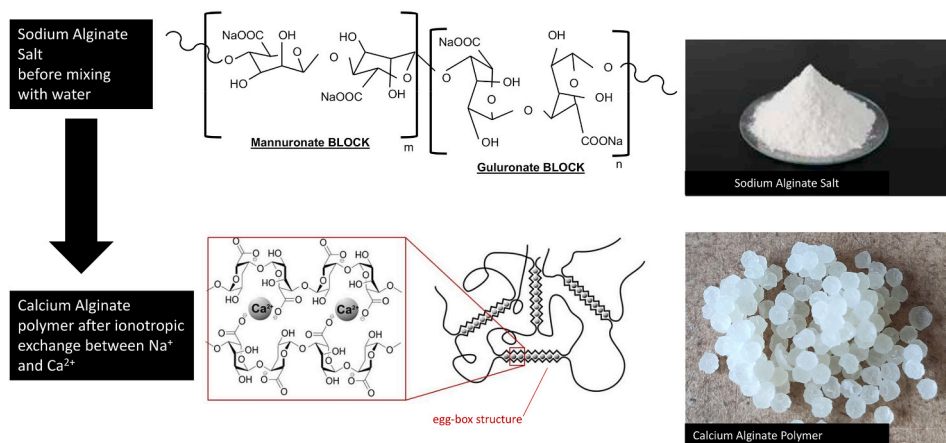 Sodium Alginate
Salt
before mixing
with water
NaOOC
OH
O
HO
O
OH
O
OH
HO
O
NaOOC
O
OH
O
m
Mannuronate BLOCK
NaOOC
O
OH
O
OH
O
OH
O
O
OH
COONa
n
Guluronate BLOCK
Sodium Alginate Salt
Calcium Alginate
polymer after ionotropic
exchange between Na⁺
and Ca²⁺
Ca²⁺
Ca²⁺
egg-box structure
Calcium Alginate Polymer